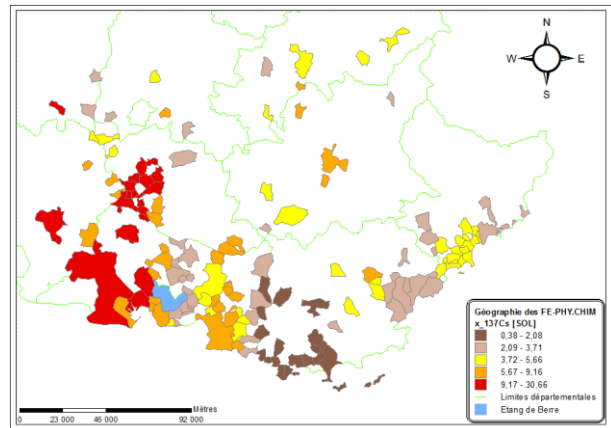 N
W E
S
Géographie des FE-PHY.CHIM
x_137Cs [SOL]
0,38 - 2,08
2,09 - 3,71
3,72 - 5,66
5,67 - 9,16
9,17 - 30,66
Limites départementales
Etang de Berre
Mètres
0 23 000 46 000 92 000